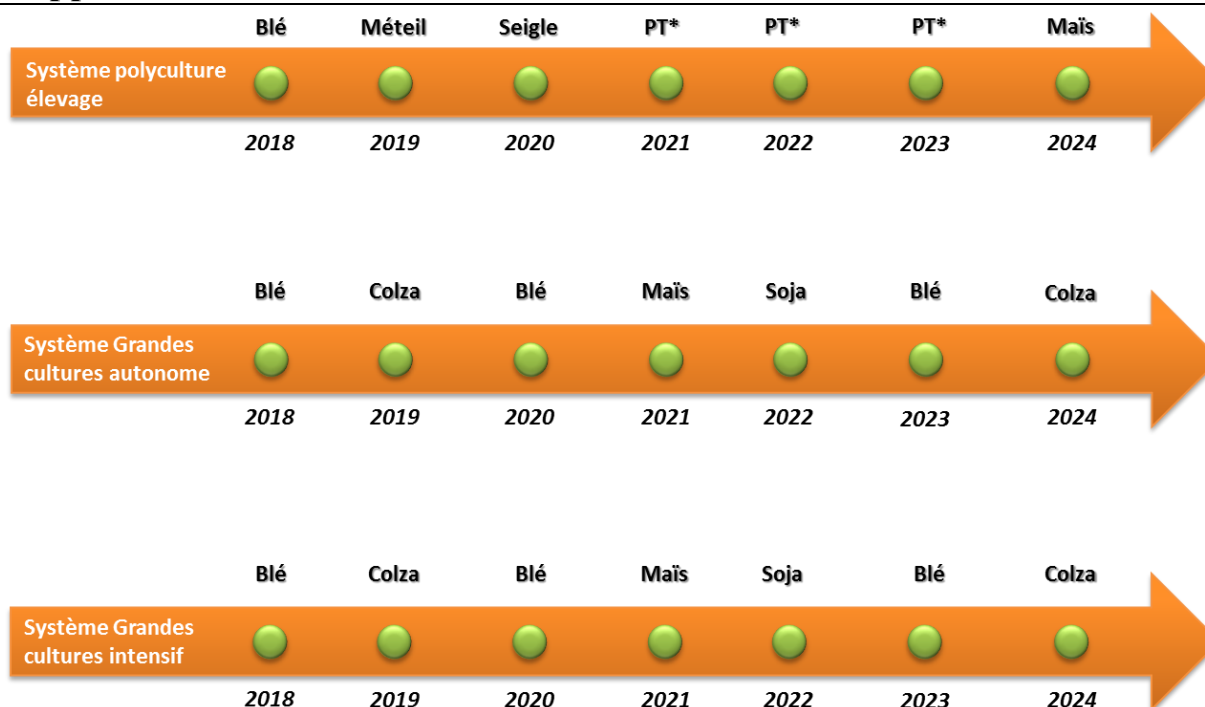 Blé Méteil Seigle PT* PT* PT* Maïs
Système polyculture
élevage
2018 2019 2020 2021 2022 2023 2024
Blé Colza Blé Maïs Soja Blé Colza
Système Grandes
cultures autonome
2018 2019 2020 2021 2022 2023 2024
Blé Colza Blé Maïs Soja Blé Colza
Système Grandes
cultures intensif
2018 2019 2020 2021 2022 2023 2024